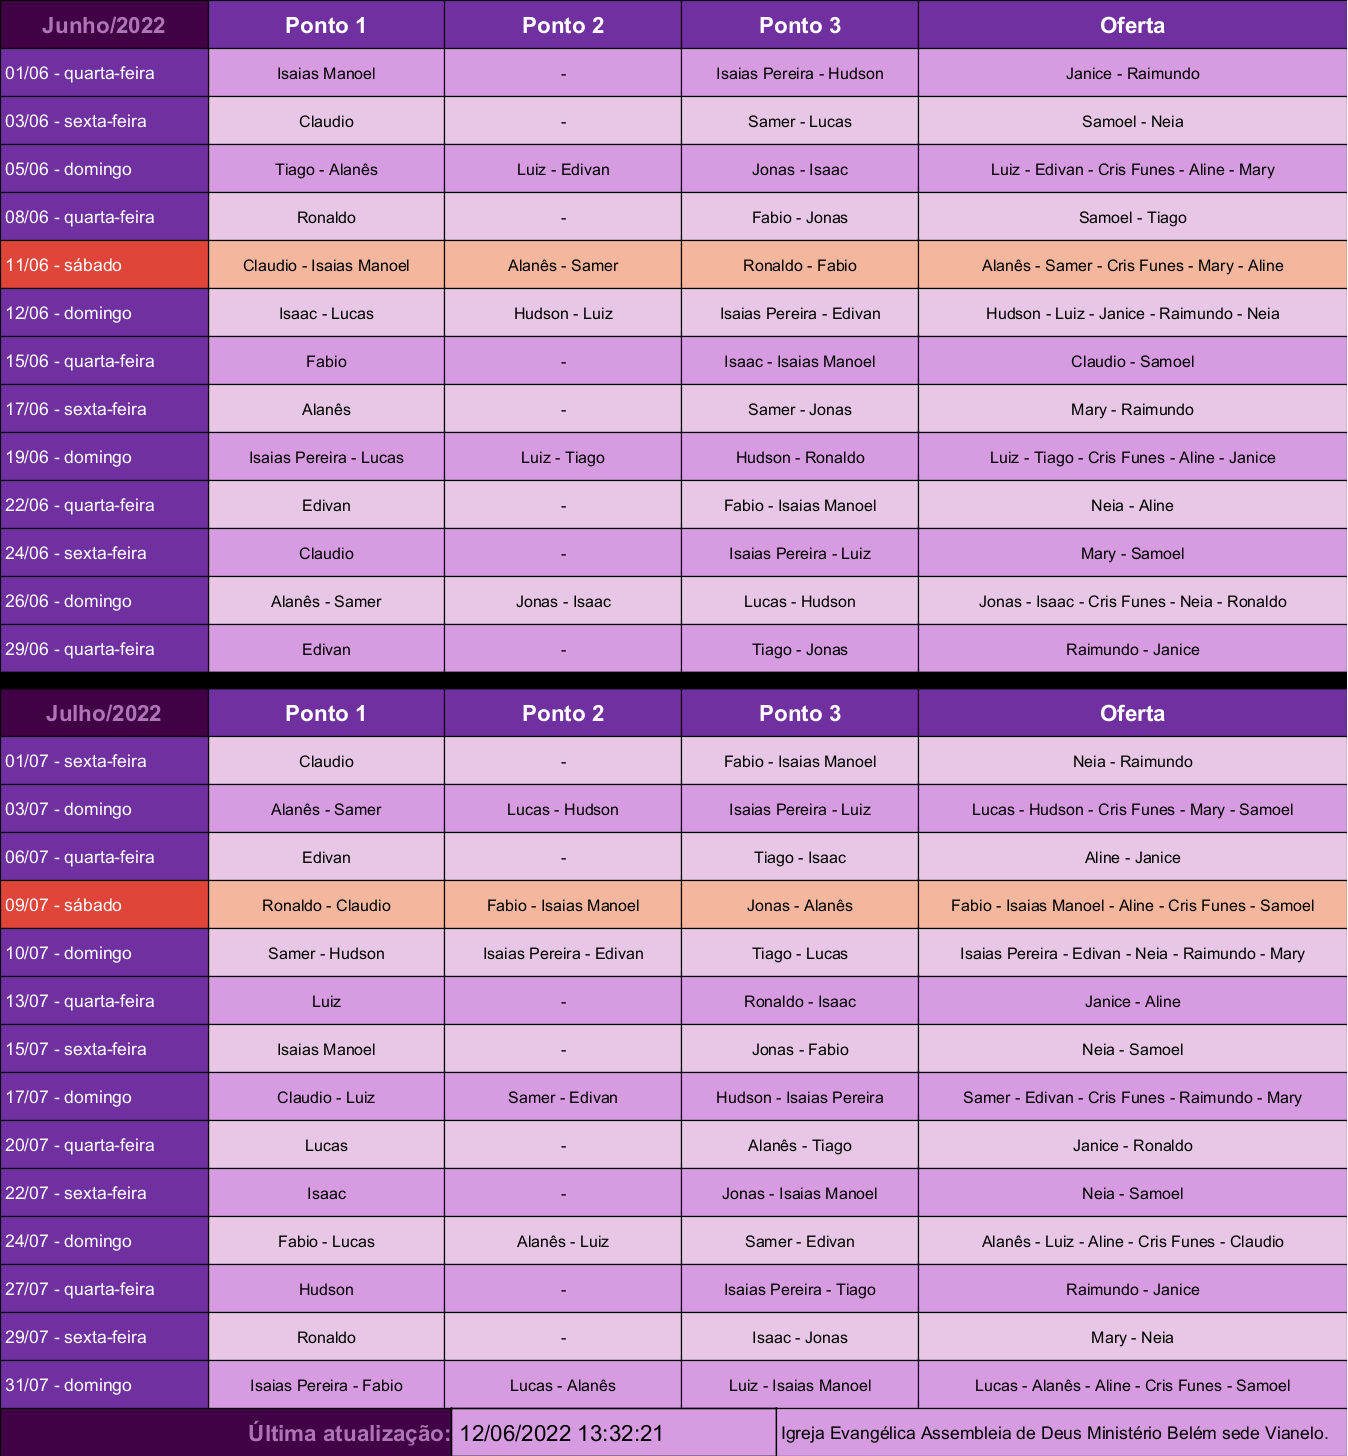 Junho/2022 Ponto 1 Ponto 2 Ponto 3 Oferta
01/06 - quarta-feira Isaias Manoel - Isaias Pereira - Hudson Janice - Raimundo
03/06 - sexta-feira Claudio - Samer - Lucas Samoel - Neia
05/06 - domingo Tiago - Alanês Luiz - Edivan Jonas - Isaac Luiz - Edivan - Cris Funes - Aline - Mary
08/06 - quarta-feira Ronaldo - Fabio - Jonas Samoel - Tiago
11/06 - sábado Claudio - Isaias Manoel Alanês - Samer Ronaldo - Fabio Alanês - Samer - Cris Funes - Mary - Aline
12/06 - domingo Isaac - Lucas Hudson - Luiz Isaias Pereira - Edivan Hudson - Luiz - Janice - Raimundo - Neia
15/06 - quarta-feira Fabio - Isaac - Isaias Manoel Claudio - Samoel
17/06 - sexta-feira Alanês - Samer - Jonas Mary - Raimundo
19/06 - domingo Isaias Pereira - Lucas Luiz - Tiago Hudson - Ronaldo Luiz - Tiago - Cris Funes - Aline - Janice
22/06 - quarta-feira Edivan - Fabio - Isaias Manoel Neia - Aline
24/06 - sexta-feira Claudio - Isaias Pereira - Luiz Mary - Samoel
26/06 - domingo Alanês - Samer Jonas - Isaac Lucas - Hudson Jonas - Isaac - Cris Funes - Neia - Ronaldo
29/06 - quarta-feira Edivan - Tiago - Jonas Raimundo - Janice
Julho/2022 Ponto 1 Ponto 2 Ponto 3 Oferta
01/07 - sexta-feira Claudio - Fabio - Isaias Manoel Neia - Raimundo
03/07 - domingo Alanês - Samer Lucas - Hudson Isaias Pereira - Luiz Lucas - Hudson - Cris Funes - Mary - Samoel
06/07 - quarta-feira Edivan - Tiago - Isaac Aline - Janice
09/07 - sábado Ronaldo - Claudio Fabio - Isaias Manoel Jonas - Alanês Fabio - Isaias Manoel - Aline - Cris Funes - Samoel
10/07 - domingo Samer - Hudson Isaias Pereira - Edivan Tiago - Lucas Isaias Pereira - Edivan - Neia - Raimundo - Mary
13/07 - quarta-feira Luiz - Ronaldo - Isaac Janice - Aline
15/07 - sexta-feira Isaias Manoel - Jonas - Fabio Neia - Samoel
17/07 - domingo Claudio - Luiz Samer - Edivan Hudson - Isaias Pereira Samer - Edivan - Cris Funes - Raimundo - Mary
20/07 - quarta-feira Lucas - Alanês - Tiago Janice - Ronaldo
22/07 - sexta-feira Isaac - Jonas - Isaias Manoel Neia - Samoel
24/07 - domingo Fabio - Lucas Alanês - Luiz Samer - Edivan Alanês - Luiz - Aline - Cris Funes - Claudio
27/07 - quarta-feira Hudson - Isaias Pereira - Tiago Raimundo - Janice
29/07 - sexta-feira Ronaldo - Isaac - Jonas Mary - Neia
31/07 - domingo Isaias Pereira - Fabio Lucas - Alanês Luiz - Isaias Manoel Lucas - Alanês - Aline - Cris Funes - Samoel
Última atualização: 12/06/2022 13:32:21 Igreja Evangélica Assembleia de Deus Ministério Belém sede Vianelo.